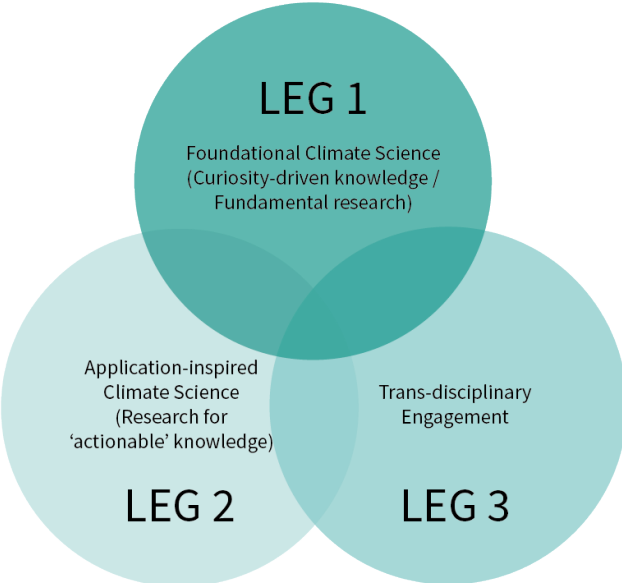 LEG 1
Foundational Climate Science
(Curiosity-driven knowledge /
Fundamental research)
Application-inspired
Climate Science
(Research for
‘actionable’ knowledge)
LEG 2
Trans-disciplinary
Engagement
LEG 3